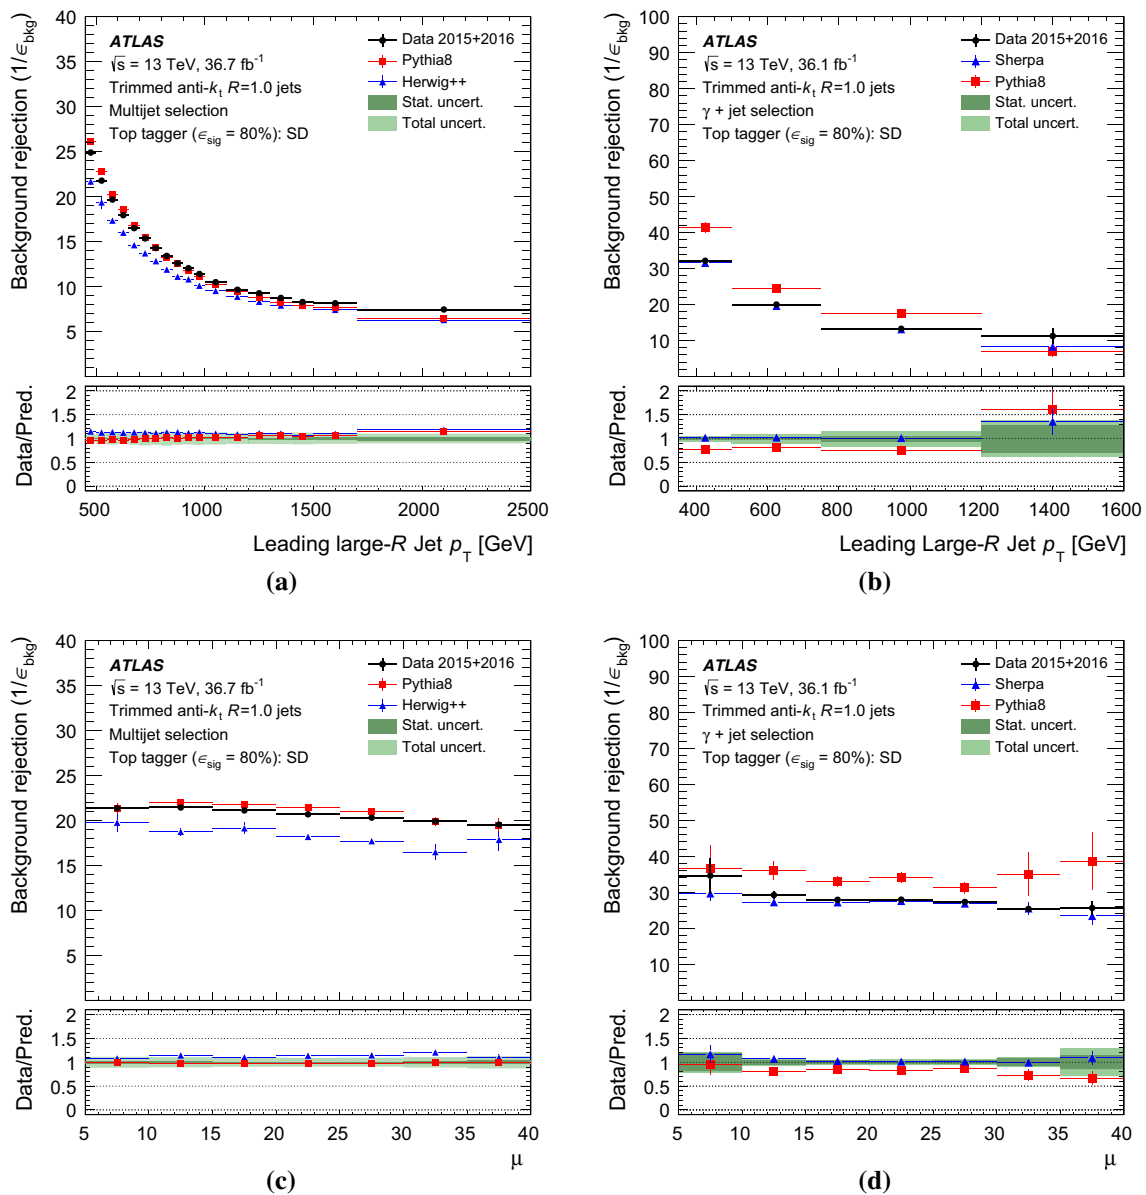 Background rejection (1/ϵbkg)
40
35
30
25
20
15
10
5
ATLAS
√s = 13 TeV, 36.7 fb-1
Trimmed anti-kt R=1.0 jets
Multijet selection
Top tagger (ϵsig = 80%): SD
Data 2015+2016
Pythia8
Herwig++
Stat. uncert.
Total uncert.
Data/Pred.
2
1.5
1
0.5
0
500 1000 1500 2000 2500
Leading large-R Jet pT [GeV]
(a)
Background rejection (1/ϵbkg)
100
90
80
70
60
50
40
30
20
10
ATLAS
√s = 13 TeV, 36.1 fb-1
Trimmed anti-kt R=1.0 jets
γ + jet selection
Top tagger (ϵsig = 80%): SD
Data 2015+2016
Sherpa
Pythia8
Stat. uncert.
Total uncert.
Data/Pred.
2
1.5
1
0.5
0
400 600 800 1000 1200 1400 1600
Leading Large-R Jet pT [GeV]
(b)
Background rejection (1/ϵbkg)
40
35
30
25
20
15
10
5
ATLAS
√s = 13 TeV, 36.7 fb-1
Trimmed anti-kt R=1.0 jets
Multijet selection
Top tagger (ϵsig = 80%): SD
Data 2015+2016
Pythia8
Herwig++
Stat. uncert.
Total uncert.
Data/Pred.
2
1.5
1
0.5
0
5 10 15 20 25 30 35 40
μ
(c)
Background rejection (1/ϵbkg)
100
90
80
70
60
50
40
30
20
10
ATLAS
√s = 13 TeV, 36.1 fb-1
Trimmed anti-kt R=1.0 jets
γ + jet selection
Top tagger (ϵsig = 80%): SD
Data 2015+2016
Sherpa
Pythia8
Stat. uncert.
Total uncert.
Data/Pred.
2
1.5
1
0.5
0
5 10 15 20 25 30 35 40
μ
(d)